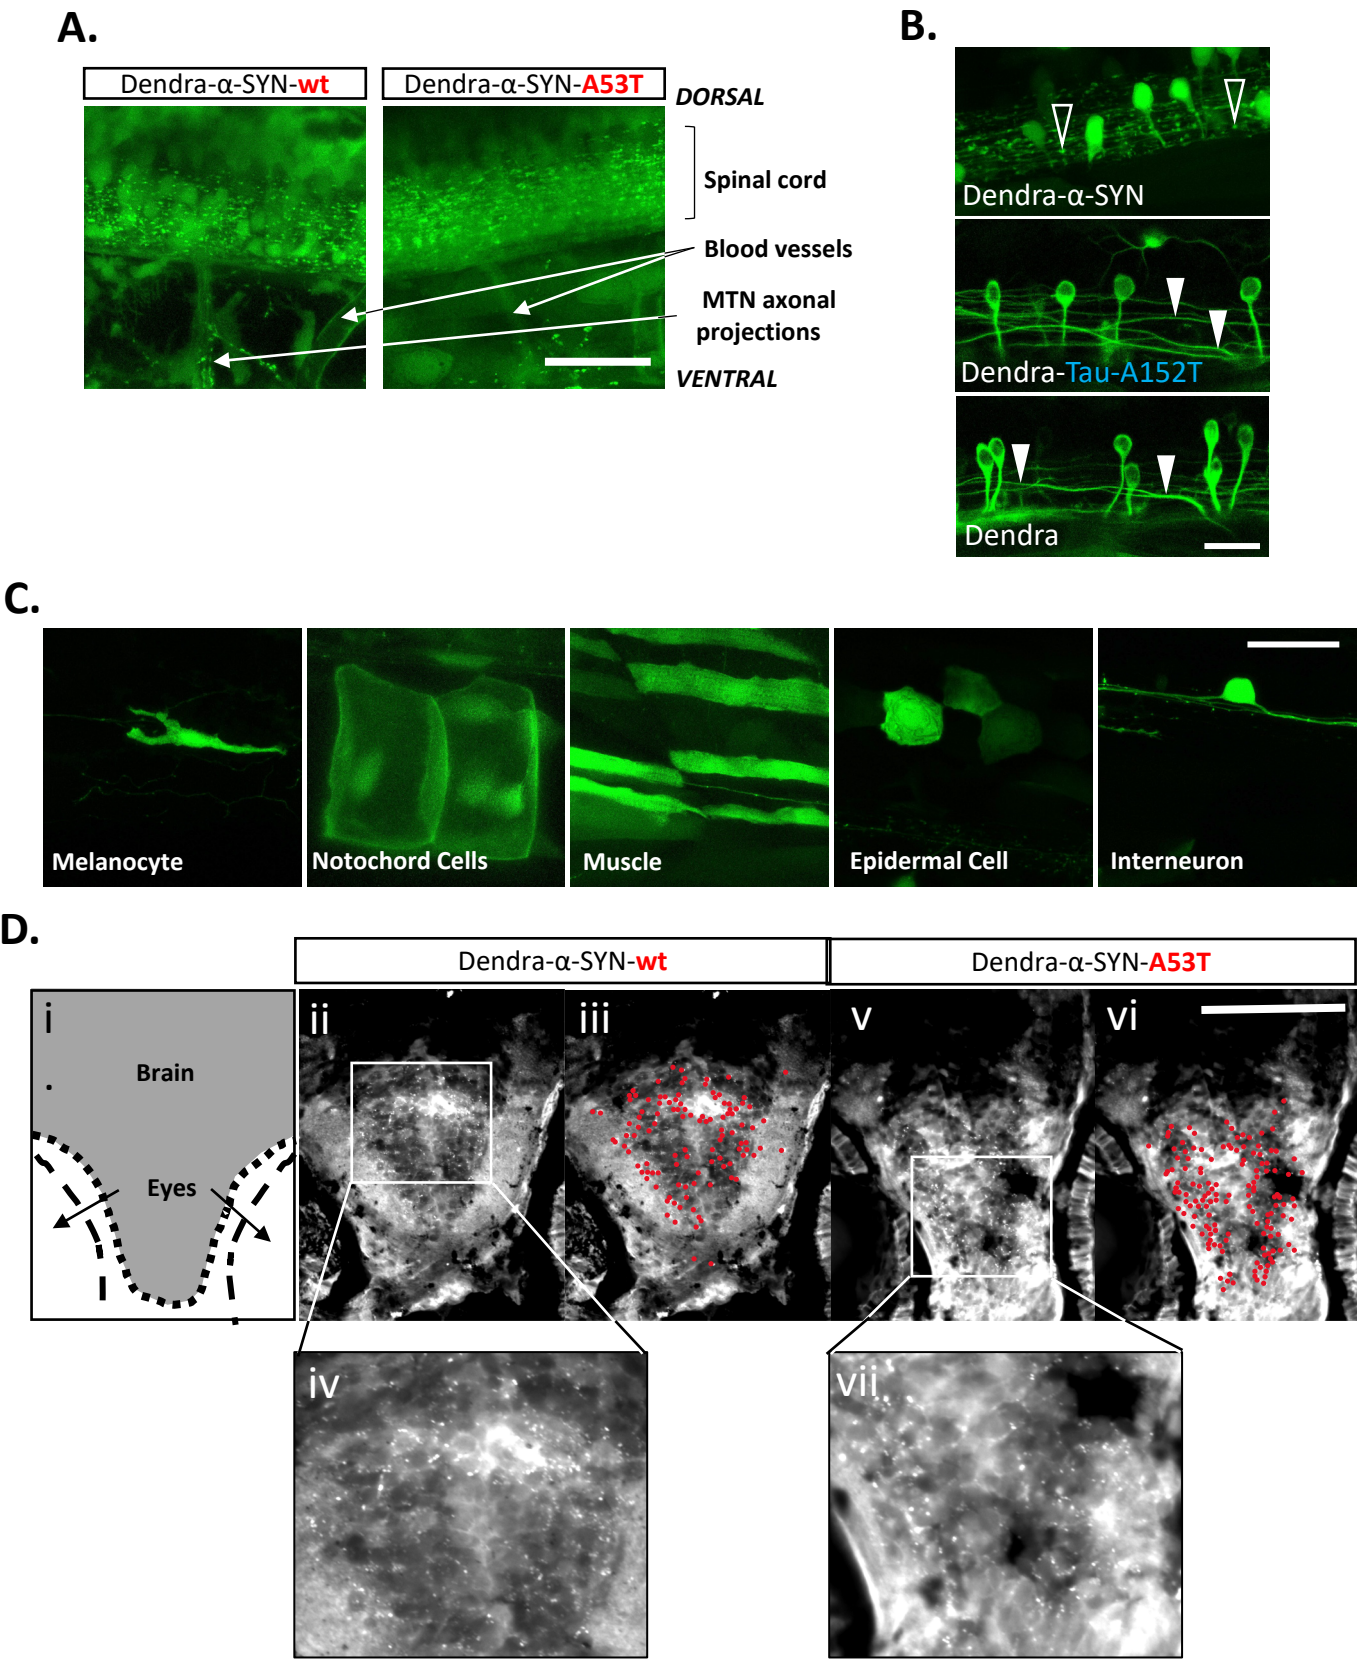 A.
Dendra-α-SYN-wt
Dendra-α-SYN-A53T
DORSAL
Spinal cord
Blood vessels
MTN axonal
projections
VENTRAL
B.
Dendra-α-SYN
Dendra-Tau-A152T
Dendra
C.
Melanocyte
Notochord Cells
Muscle
Epidermal Cell
Interneuron
D.
Dendra-α-SYN-wt
Dendra-α-SYN-A53T
i
Brain
Eyes
ii
iii
v
vi
iv
vii